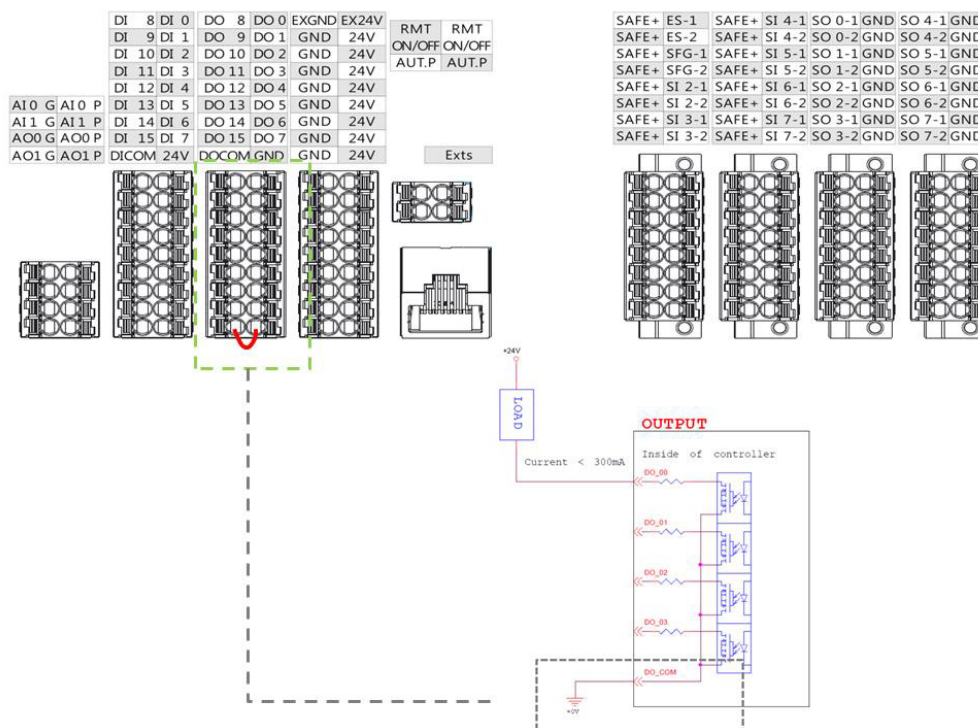 DI 8 DI 0 DO 8 DO 0 EXGND EX24V
DI 9 DI 1 DO 9 DO 1 GND 24V
DI 10 DI 2 DO 10 DO 2 GND 24V
DI 11 DI 3 DO 11 DO 3 GND 24V
DI 12 DI 4 DO 12 DO 4 GND 24V
AI0 G AI0 P DI 13 DI 5 DO 13 DO 5 GND 24V
AI1 G AI1 P DI 14 DI 6 DO 14 DO 6 GND 24V
AO0 G AO0 P DI 15 DI 7 DO 15 DO 7 GND 24V
AO1 G AO1 P DICOM 24V DOCOM GND GND 24V
RMT RMT
ON/OFF ON/OFF
AUT.P AUT.P
Exts
SAFE+ ES-1 SAFE+ SI 4-1 SO 0-1 GND SO 4-1 GND
SAFE+ ES-2 SAFE+ SI 4-2 SO 0-2 GND SO 4-2 GND
SAFE+ SFG-1 SAFE+ SI 5-1 SO 1-1 GND SO 5-1 GND
SAFE+ SFG-2 SAFE+ SI 5-2 SO 1-2 GND SO 5-2 GND
SAFE+ SI 2-1 SAFE+ SI 6-1 SO 2-1 GND SO 6-1 GND
SAFE+ SI 2-2 SAFE+ SI 6-2 SO 2-2 GND SO 6-2 GND
SAFE+ SI 3-1 SAFE+ SI 7-1 SO 3-1 GND SO 7-1 GND
SAFE+ SI 3-2 SAFE+ SI 7-2 SO 3-2 GND SO 7-2 GND
+24V
LOAD
Current < 300mA
OUTPUT
Inside of controller
DO_00
DO_01
DO_02
DO_03
DO_COM
+0V